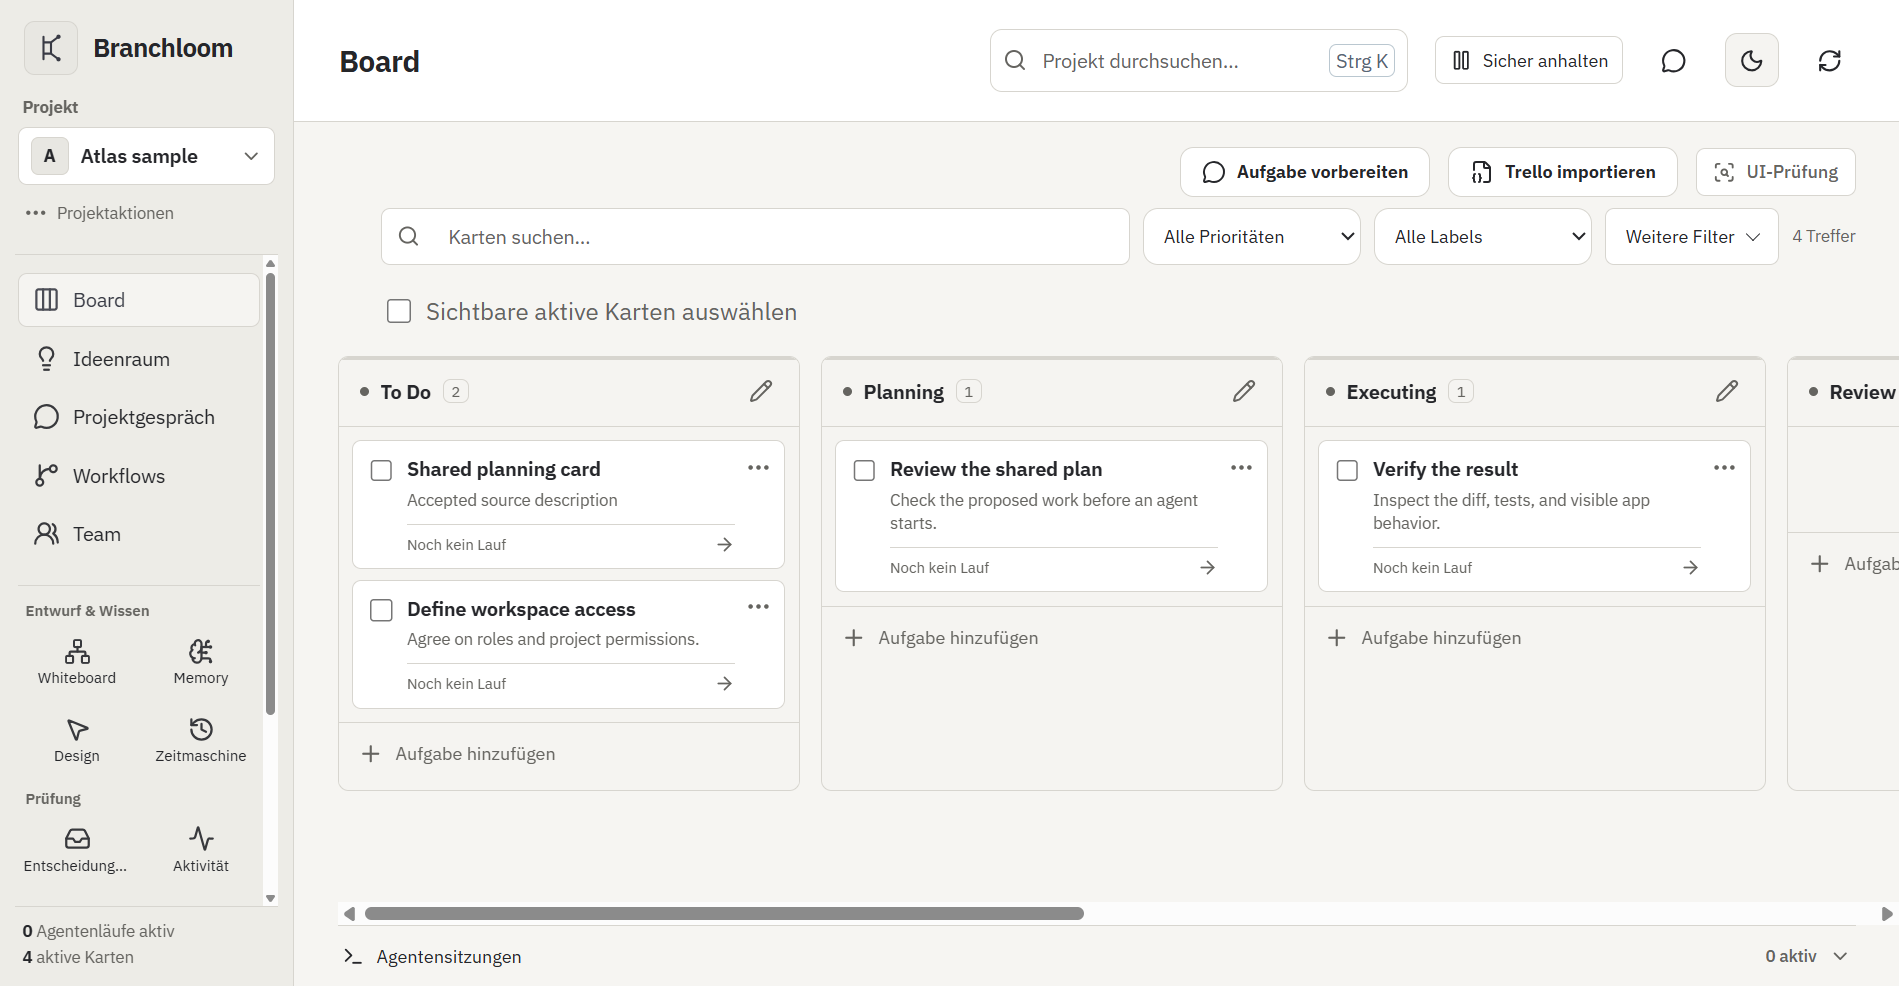 Branchloom
Projekt
A Atlas sample
Projektaktionen
Board
Ideenraum
Projektgespräch
Workflows
Team
Entwurf & Wissen
Whiteboard
Memory
Design
Zeitmaschine
Prüfung
Entscheidung...
Aktivität
0 Agentenläufe aktiv
4 aktive Karten
Board
Projekt durchsuchen... Strg K
Sicher anhalten
Aufgabe vorbereiten
Trello importieren
UI-Prüfung
Karten suchen...
Alle Prioritäten
Alle Labels
Weitere Filter
4 Treffer
Sichtbare aktive Karten auswählen
To Do 2
Shared planning card
Accepted source description
Noch kein Lauf
Define workspace access
Agree on roles and project permissions.
Noch kein Lauf
Aufgabe hinzufügen
Planning 1
Review the shared plan
Check the proposed work before an agent
starts.
Noch kein Lauf
Aufgabe hinzufügen
Executing 1
Verify the result
Inspect the diff, tests, and visible app
behavior.
Noch kein Lauf
Aufgabe hinzufügen
Review
Aufgab
Agentensitzungen
0 aktiv